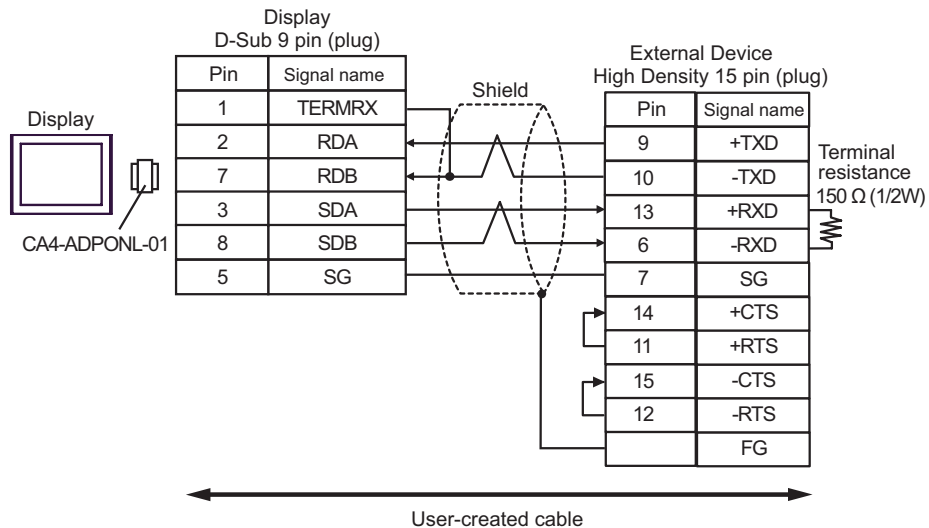 Display
D-Sub 9 pin (plug)
External Device
High Density 15 pin (plug)
Pin Signal name
1 TERMRX
2 RDA
7 RDB
3 SDA
8 SDB
5 SG
Shield
Display
CA4-ADPONL-01
Pin Signal name
9 +TXD
10 -TXD
13 +RXD
6 -RXD
7 SG
14 +CTS
11 +RTS
15 -CTS
12 -RTS
FG
Terminal
resistance
150 Ω (1/2W)
User-created cable